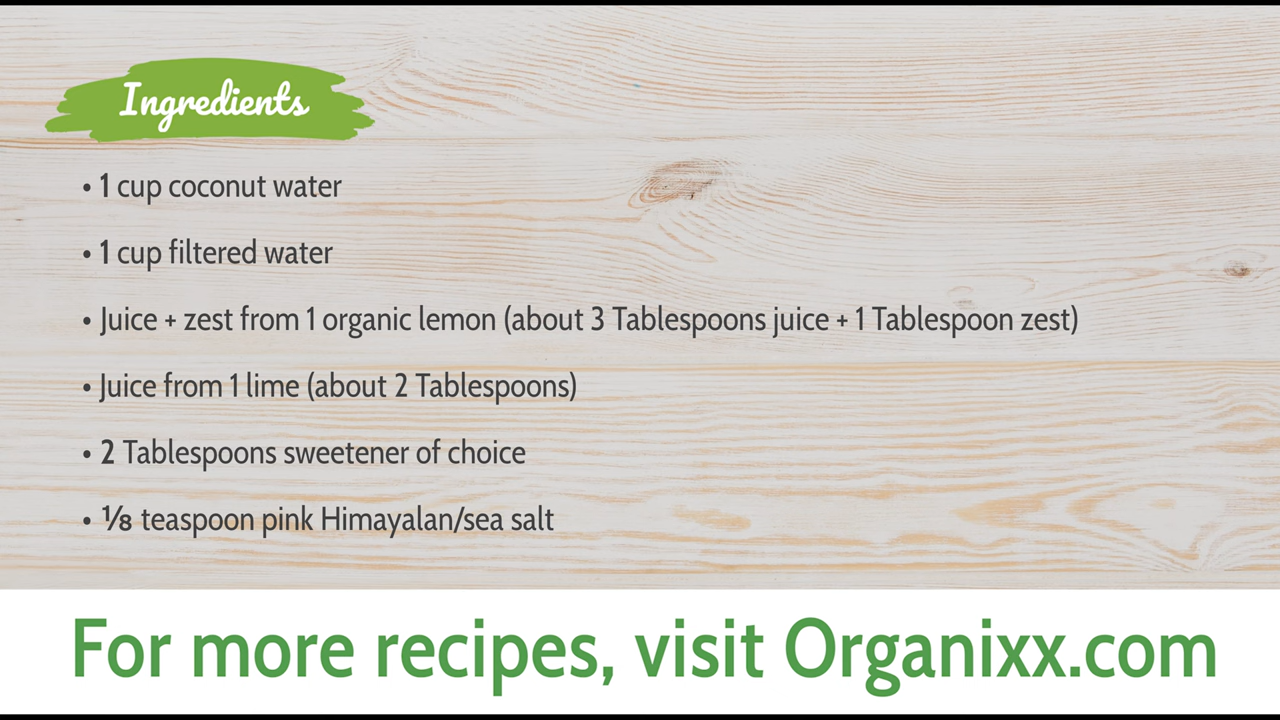 Ingredients
• 1 cup coconut water
• 1 cup filtered water
• Juice + zest from 1 organic lemon (about 3 Tablespoons juice + 1 Tablespoon zest)
• Juice from 1 lime (about 2 Tablespoons)
• 2 Tablespoons sweetener of choice
• ⅛ teaspoon pink Himayalan/sea salt
For more recipes, visit Organixx.com